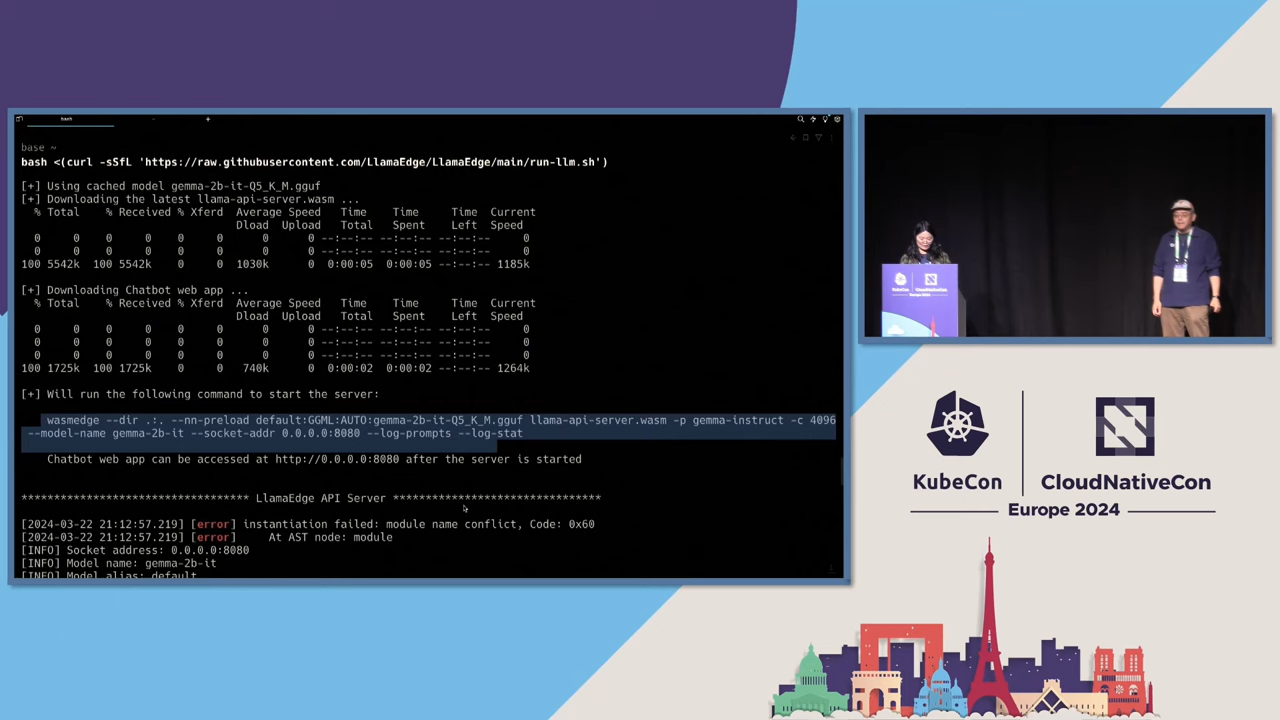 bash
base ~
bash <(curl -sSfL 'https://raw.githubusercontent.com/LlamaEdge/LlamaEdge/main/run-llm.sh')
[+] Using cached model gemma-2b-it-Q5_K_M.gguf
[+] Downloading the latest llama-api-server.wasm ...
% Total % Received % Xferd Average Speed Time Time Time Current
Dload Upload Total Spent Left Speed
0 0 0 0 0 0 0 0 --:--:-- --:--:-- --:--:-- 0
0 0 0 0 0 0 0 0 --:--:-- --:--:-- --:--:-- 0
100 5542k 100 5542k 0 0 1030k 0 0:00:05 0:00:05 --:--:-- 1185k
[+] Downloading Chatbot web app ...
% Total % Received % Xferd Average Speed Time Time Time Current
Dload Upload Total Spent Left Speed
0 0 0 0 0 0 0 0 --:--:-- --:--:-- --:--:-- 0
0 0 0 0 0 0 0 0 --:--:-- --:--:-- --:--:-- 0
0 0 0 0 0 0 0 0 --:--:-- --:--:-- --:--:-- 0
100 1725k 100 1725k 0 0 740k 0 0:00:02 0:00:02 --:--:-- 1264k
[+] Will run the following command to start the server:
wasmedge --dir .:. --nn-preload default:GGML:AUTO:gemma-2b-it-Q5_K_M.gguf llama-api-server.wasm -p gemma-instruct -c 4096
--model-name gemma-2b-it --socket-addr 0.0.0.0:8080 --log-prompts --log-stat
Chatbot web app can be accessed at http://0.0.0.0:8080 after the server is started
*********************************** LlamaEdge API Server ********************************
[2024-03-22 21:12:57.219] [error] instantiation failed: module name conflict, Code: 0x60
[2024-03-22 21:12:57.219] [error] At AST node: module
[INFO] Socket address: 0.0.0.0:8080
[INFO] Model name: gemma-2b-it
[INFO] Model alias: default
KubeCon CloudNativeCon
Europe 2024
KubeCon CloudNativeCon
Europe 2024